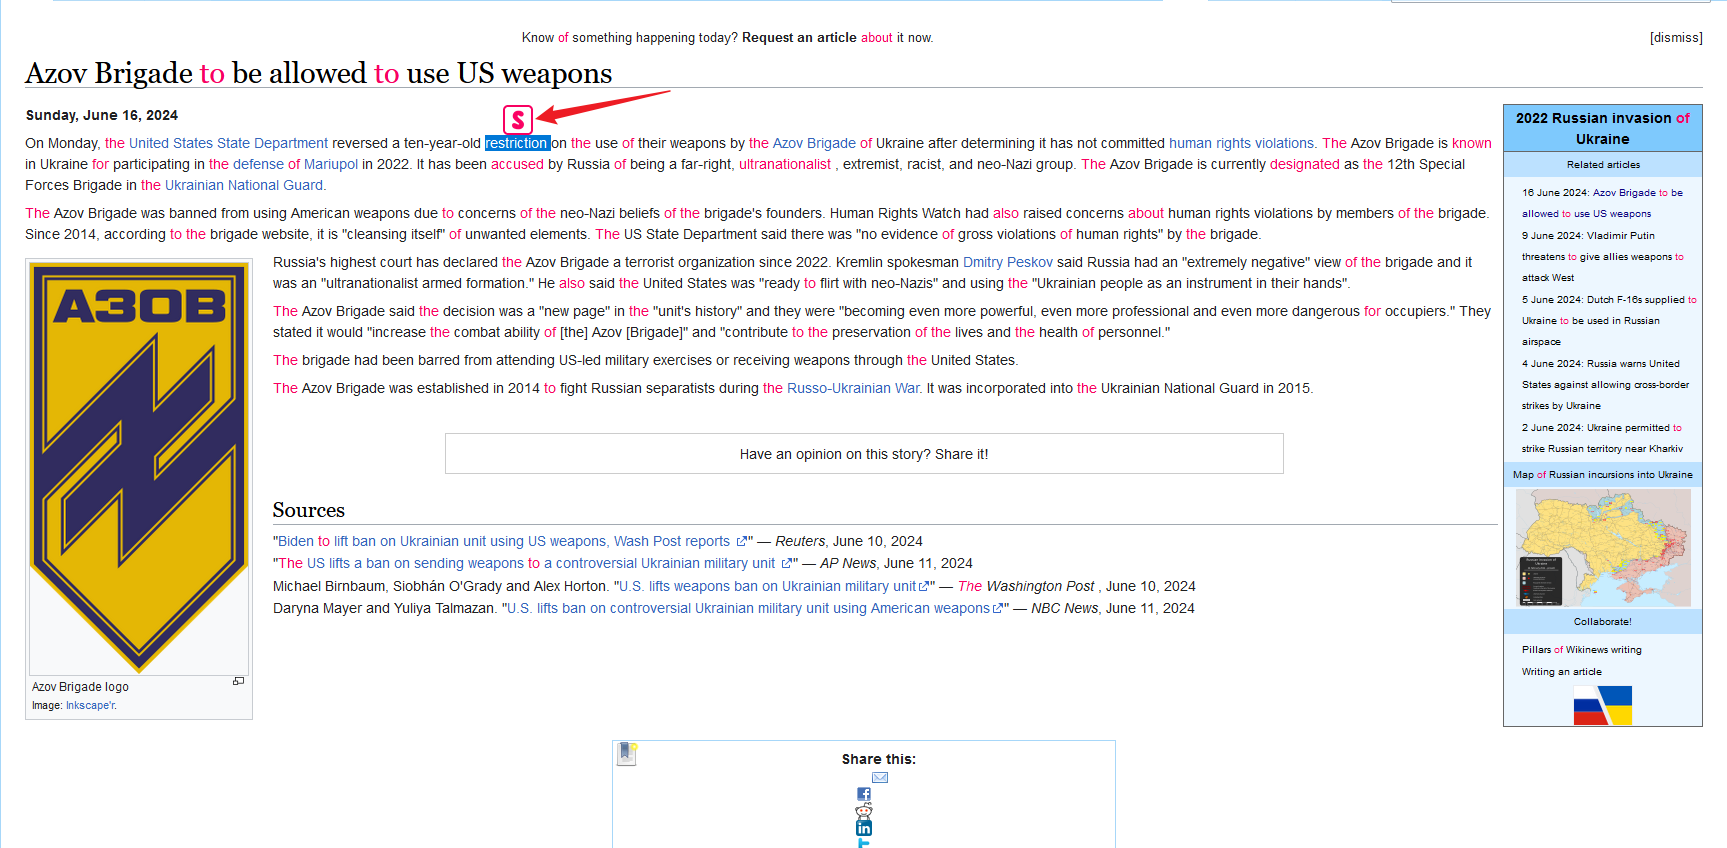 Know of something happening today? Request an article about it now.
[dismiss]
Azov Brigade to be allowed to use US weapons
Sunday, June 16, 2024
S
On Monday, the United States State Department reversed a ten-year-old restriction on the use of their weapons by the Azov Brigade of Ukraine after determining it has not committed human rights violations. The Azov Brigade is known
in Ukraine for participating in the defense of Mariupol in 2022. It has been accused by Russia of being a far-right, ultranationalist , extremist, racist, and neo-Nazi group. The Azov Brigade is currently designated as the 12th Special
Forces Brigade in the Ukrainian National Guard.
The Azov Brigade was banned from using American weapons due to concerns of the neo-Nazi beliefs of the brigade's founders. Human Rights Watch had also raised concerns about human rights violations by members of the brigade.
Since 2014, according to the brigade website, it is "cleansing itself" of unwanted elements. The US State Department said there was "no evidence of gross violations of human rights" by the brigade.
АЗОВ
Azov Brigade logo
Image: Inkscape'r.
Russia's highest court has declared the Azov Brigade a terrorist organization since 2022. Kremlin spokesman Dmitry Peskov said Russia had an "extremely negative" view of the brigade and it
was an "ultranationalist armed formation." He also said the United States was "ready to flirt with neo-Nazis" and using the "Ukrainian people as an instrument in their hands".
The Azov Brigade said the decision was a "new page" in the "unit's history" and they were "becoming even more powerful, even more professional and even more dangerous for occupiers." They
stated it would "increase the combat ability of [the] Azov [Brigade]" and "contribute to the preservation of the lives and the health of personnel."
The brigade had been barred from attending US-led military exercises or receiving weapons through the United States.
The Azov Brigade was established in 2014 to fight Russian separatists during the Russo-Ukrainian War. It was incorporated into the Ukrainian National Guard in 2015.
Have an opinion on this story? Share it!
Sources
"Biden to lift ban on Ukrainian unit using US weapons, Wash Post reports" — Reuters, June 10, 2024
"The US lifts a ban on sending weapons to a controversial Ukrainian military unit" — AP News, June 11, 2024
Michael Birnbaum, Siobhán O'Grady and Alex Horton. "U.S. lifts weapons ban on Ukrainian military unit" — The Washington Post , June 10, 2024
Daryna Mayer and Yuliya Talmazan. "U.S. lifts ban on controversial Ukrainian military unit using American weapons" — NBC News, June 11, 2024
2022 Russian invasion of
Ukraine
Related articles
16 June 2024: Azov Brigade to be
allowed to use US weapons
9 June 2024: Vladimir Putin
threatens to give allies weapons to
attack West
5 June 2024: Dutch F-16s supplied to
Ukraine to be used in Russian
airspace
4 June 2024: Russia warns United
States against allowing cross-border
strikes by Ukraine
2 June 2024: Ukraine permitted to
strike Russian territory near Kharkiv
Map of Russian incursions into Ukraine
Collaborate!
Pillars of Wikinews writing
Writing an article
Share this: